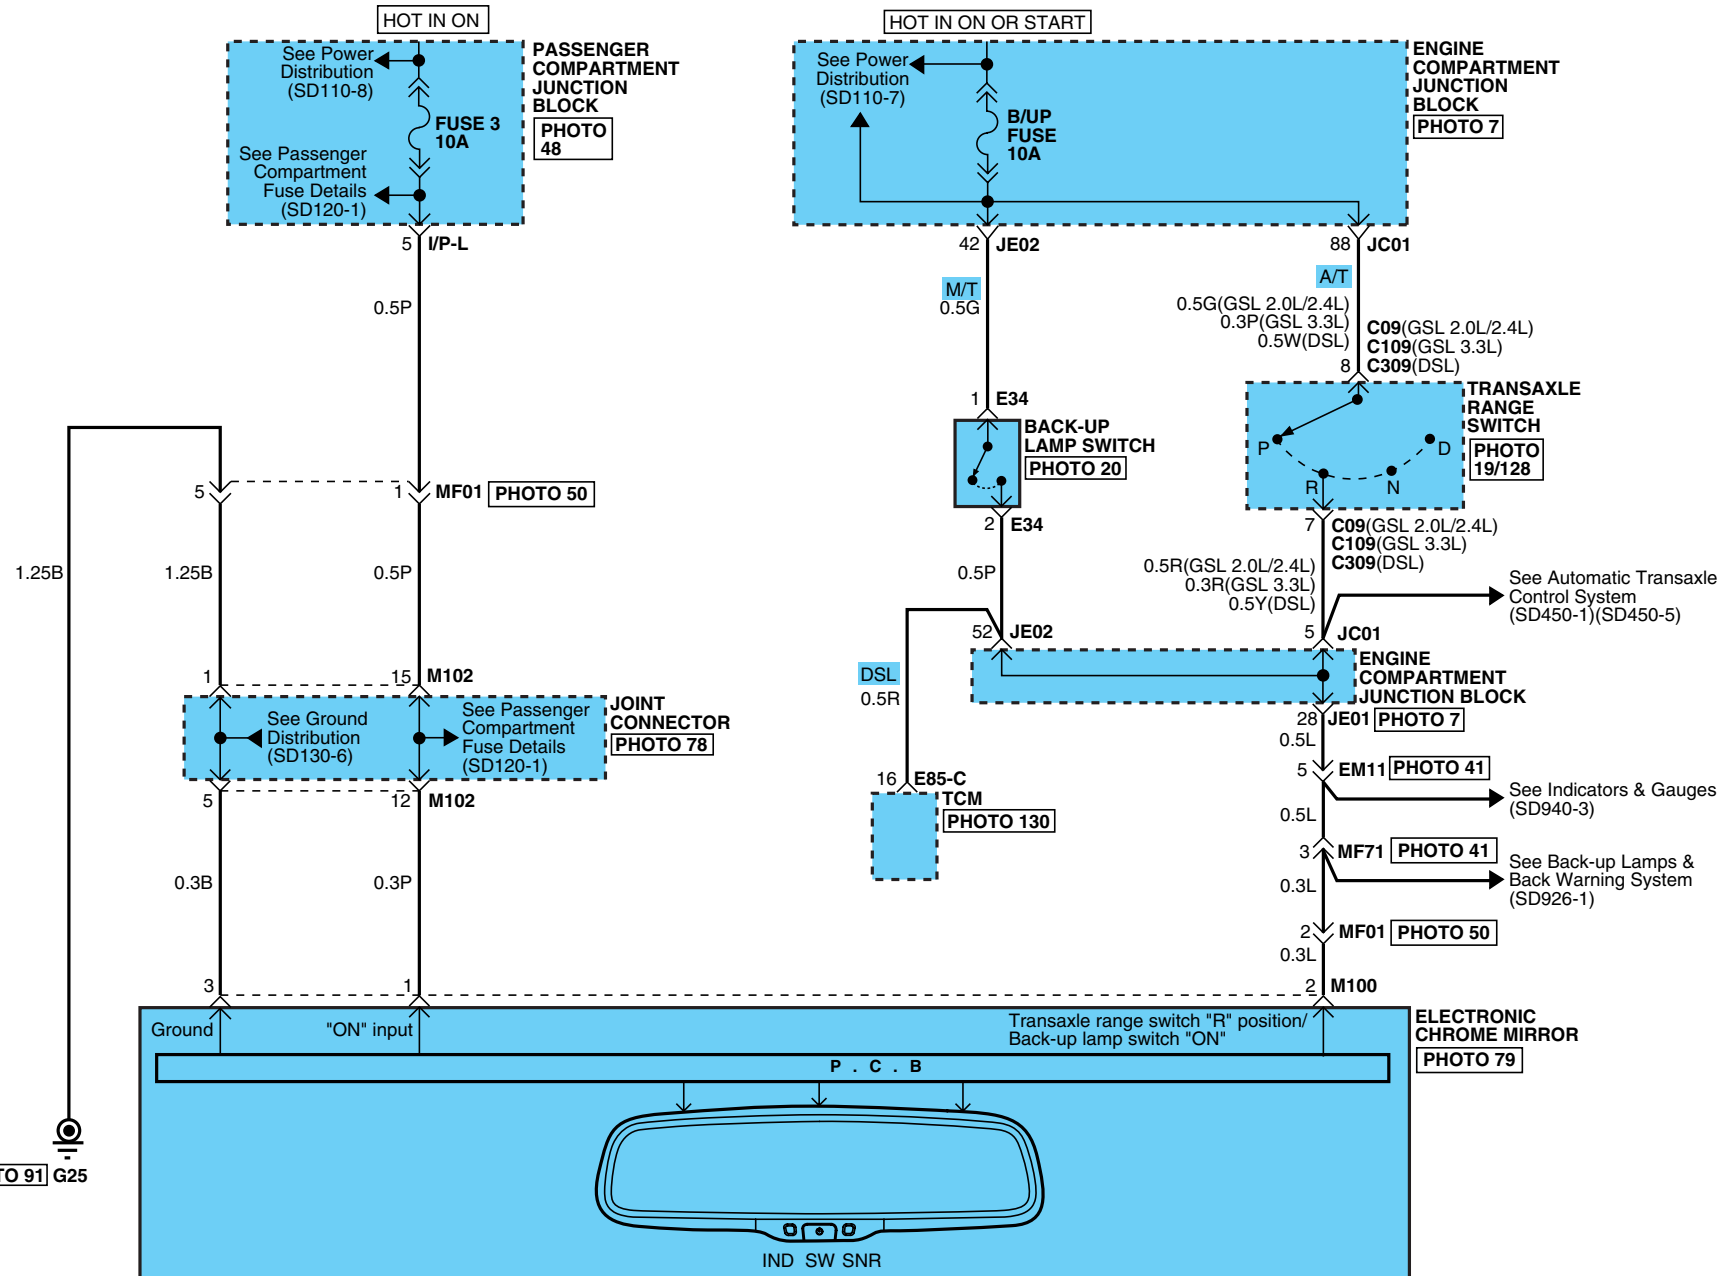 HOT IN ON
See Power
Distribution
(SD110-8)
FUSE 3
10A
See Passenger
Compartment
Fuse Details
(SD120-1)
PASSENGER
COMPARTMENT
JUNCTION
BLOCK
PHOTO
48
5 I/P-L
0.5P
HOT IN ON OR START
See Power
Distribution
(SD110-7)
B/UP
FUSE
10A
ENGINE
COMPARTMENT
JUNCTION
BLOCK
PHOTO 7
42 JE02
88 JC01
M/T
0.5G
A/T
0.5G(GSL 2.0L/2.4L)
0.3P(GSL 3.3L)
0.5W(DSL)
C09(GSL 2.0L/2.4L)
C109(GSL 3.3L)
8 C309(DSL)
1 E34
BACK-UP
LAMP SWITCH
PHOTO 20
2 E34
TRANSAXLE
RANGE
SWITCH
PHOTO
19/128
P
R
N
D
7 C09(GSL 2.0L/2.4L)
C109(GSL 3.3L)
C309(DSL)
5
1 MF01 PHOTO 50
1.25B
1.25B
0.5P
0.5P
0.5R(GSL 2.0L/2.4L)
0.3R(GSL 3.3L)
0.5Y(DSL)
See Automatic Transaxle
Control System
(SD450-1)(SD450-5)
52 JE02
5 JC01
ENGINE
COMPARTMENT
JUNCTION BLOCK
28 JE01 PHOTO 7
DSL
0.5R
1
15 M102
See Ground
Distribution
(SD130-6)
See Passenger
Compartment
Fuse Details
(SD120-1)
JOINT
CONNECTOR
PHOTO 78
5
12 M102
16 E85-C
TCM
PHOTO 130
0.5L
5 EM11 PHOTO 41
See Indicators & Gauges
(SD940-3)
0.5L
3 MF71 PHOTO 41
See Back-up Lamps &
Back Warning System
(SD926-1)
0.3L
2 MF01 PHOTO 50
0.3L
0.3B
0.3P
3
1
2 M100
Ground
"ON" input
Transaxle range switch "R" position/
Back-up lamp switch "ON"
ELECTRONIC
CHROME MIRROR
PHOTO 79
P . C . B
IND SW SNR
TO 91 G25